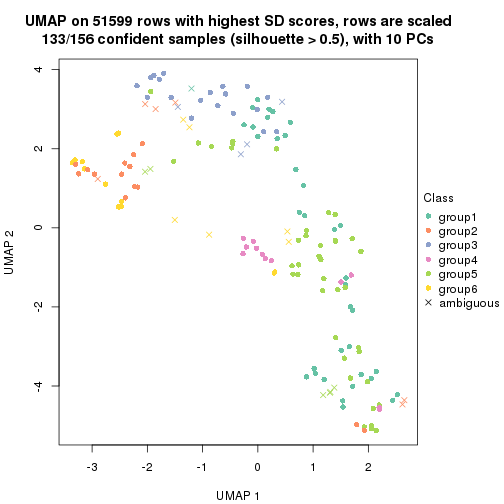 UMAP on 51599 rows with highest SD scores, rows are scaled
133/156 confident samples (silhouette > 0.5), with 10 PCs
4
2
0
-2
-4
UMAP 2
-3
-2
-1
0
1
2
UMAP 1
Class
group1
group2
group3
group4
group5
group6
ambiguous